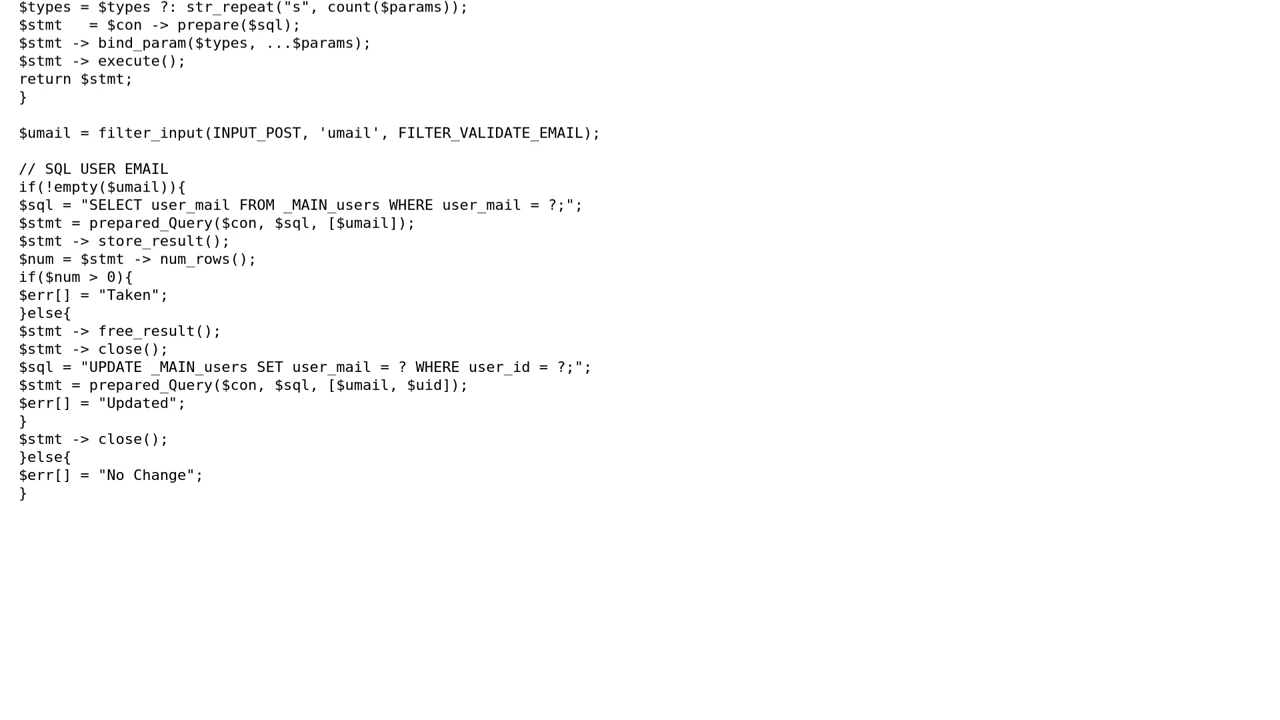 $types = $types ?: str_repeat("s", count($params));
$stmt   = $con -> prepare($sql);
$stmt -> bind_param($types, ...$params);
$stmt -> execute();
return $stmt;
}

$umail = filter_input(INPUT_POST, 'umail', FILTER_VALIDATE_EMAIL);

// SQL USER EMAIL
if(!empty($umail)){
$sql = "SELECT user_mail FROM _MAIN_users WHERE user_mail = ?;";
$stmt = prepared_Query($con, $sql, [$umail]);
$stmt -> store_result();
$num = $stmt -> num_rows();
if($num > 0){
$err[] = "Taken";
}else{
$stmt -> free_result();
$stmt -> close();
$sql = "UPDATE _MAIN_users SET user_mail = ? WHERE user_id = ?;";
$stmt = prepared_Query($con, $sql, [$umail, $uid]);
$err[] = "Updated";
}
$stmt -> close();
}else{
$err[] = "No Change";
}